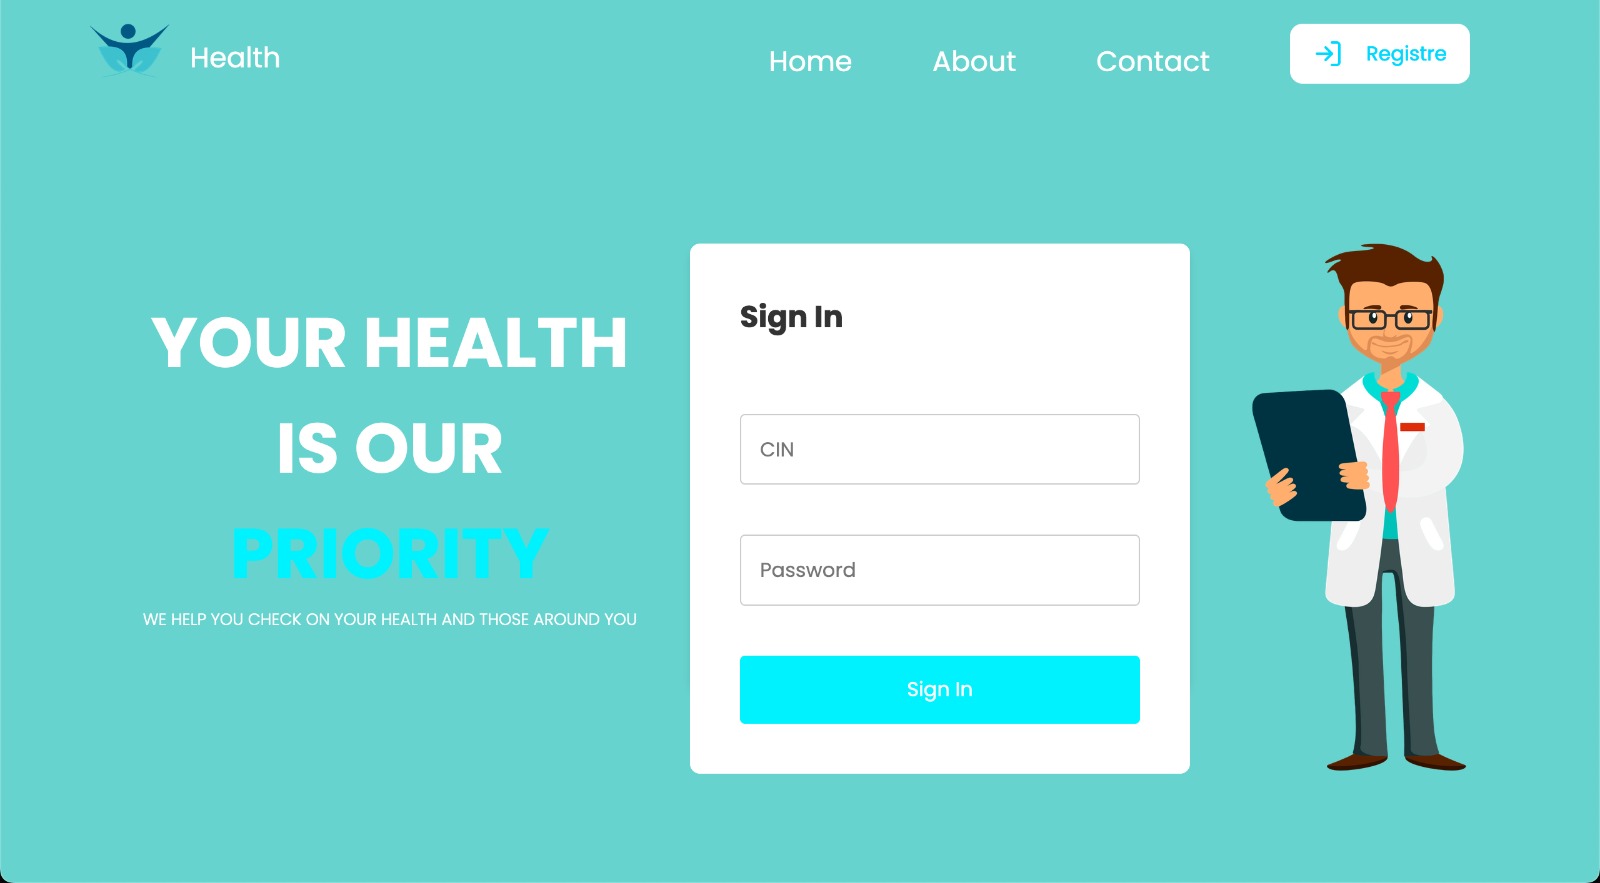 Health
Home
About
Contact
Registre
YOUR HEALTH
IS OUR
PRIORITY
WE HELP YOU CHECK ON YOUR HEALTH AND THOSE AROUND YOU
Sign In
CIN
Password
Sign In